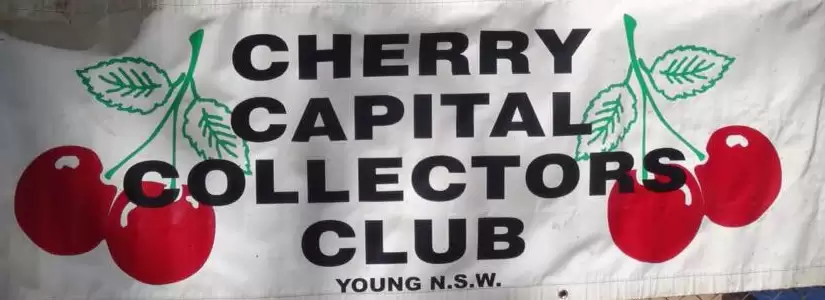 CHERRY
CAPITAL
COLLECTORS
CLUB
YOUNG N.S.W.